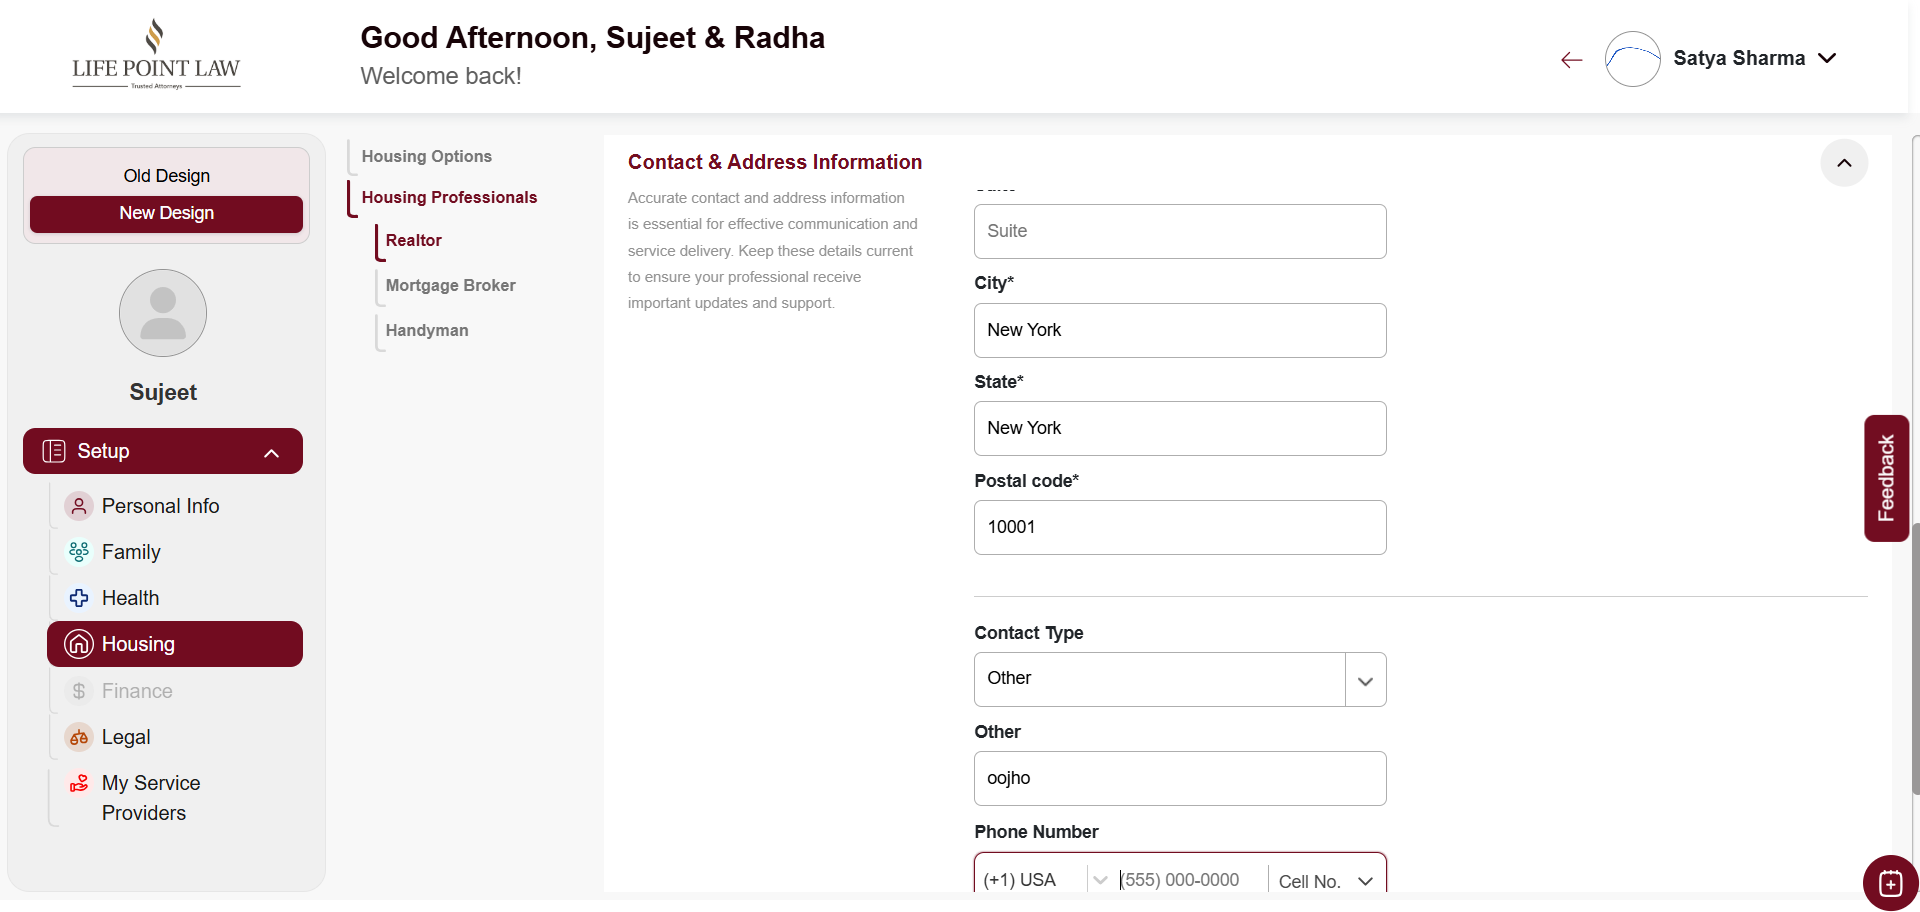 LIFE POINT LAW
Trusted Attorneys
Good Afternoon, Sujeet & Radha
Welcome back!
Satya Sharma
Old Design
New Design
Sujeet
Setup
Personal Info
Family
Health
Housing
Finance
Legal
My Service
Providers
Housing Options
Housing Professionals
Realtor
Mortgage Broker
Handyman
Contact & Address Information
Accurate contact and address information
is essential for effective communication and
service delivery. Keep these details current
to ensure your professional receive
important updates and support.
Suite
City*
New York
State*
New York
Postal code*
10001
Contact Type
Other
Other
oojho
Phone Number
(+1) USA
(555) 000-0000
Cell No.
Feedback